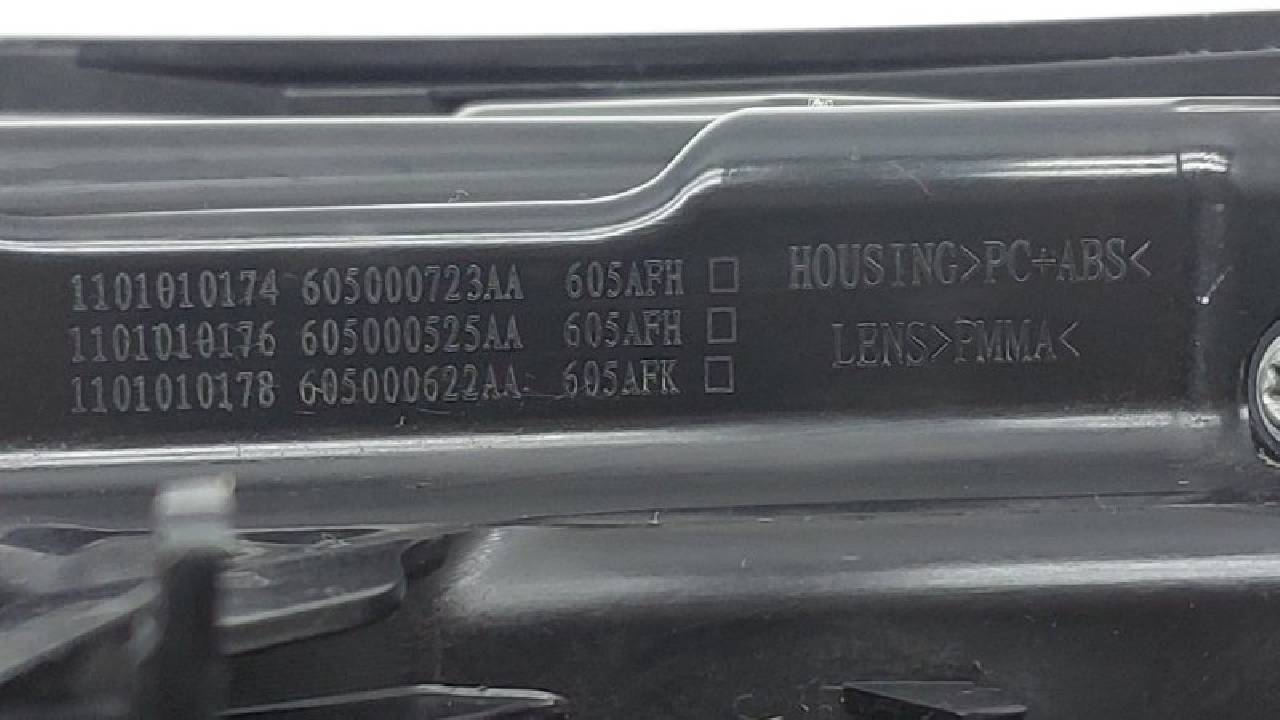 1101010174 605000723AA 605AFH □
1101010176 605000525AA 605AFH □
1101010178 605000622AA 605AFK □
HOUSING>PC+ABS<
LENS>PMMA<